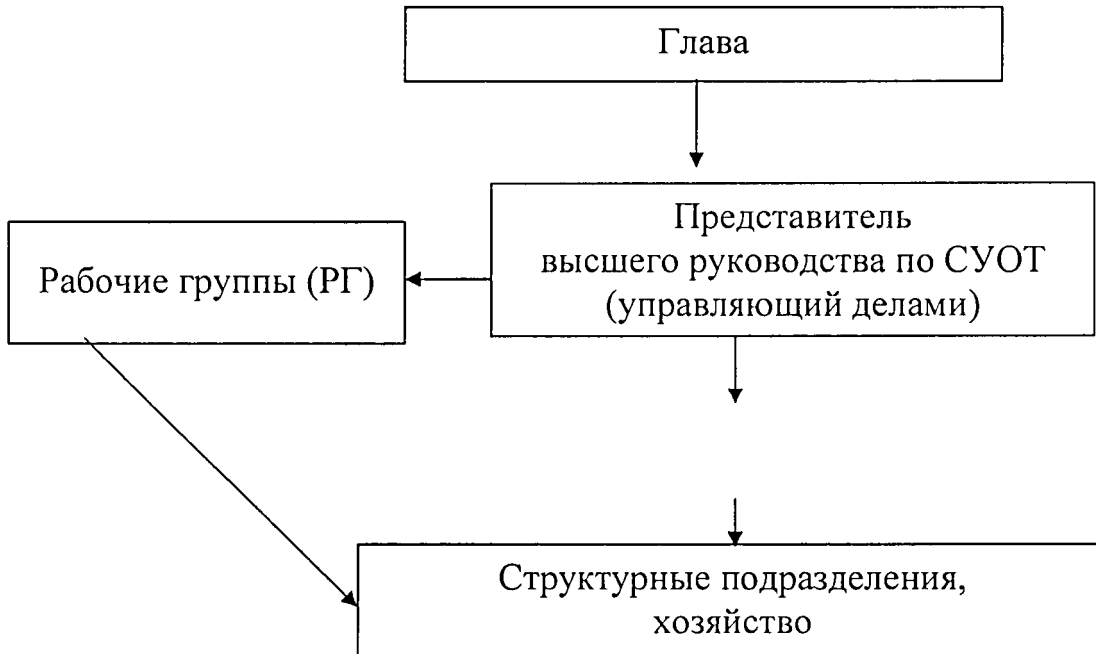 Глава
Представитель
высшего руководства по СУОТ
(управляющий делами)
Рабочие группы (РГ)
Структурные подразделения,
хозяйство